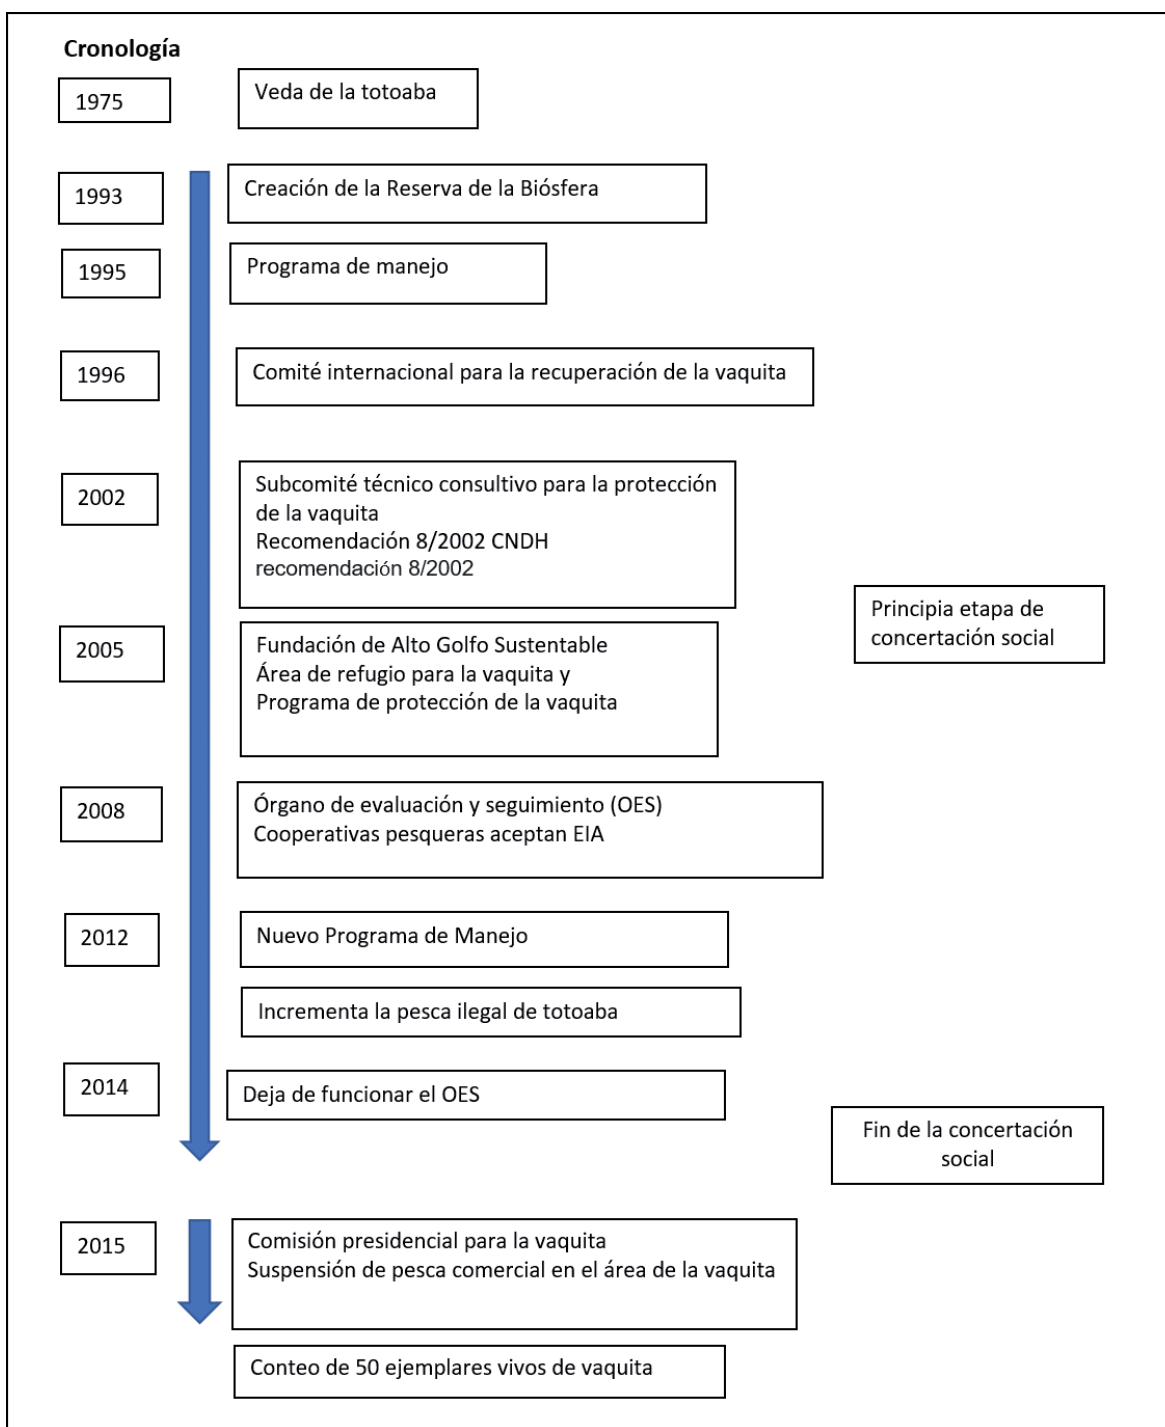 Cronología
1975
Veda de la totoaba
1993
Creación de la Reserva de la Biósfera
1995
Programa de manejo
1996
Comité internacional para la recuperación de la vaquita
2002
Subcomité técnico consultivo para la protección
de la vaquita
Recomendación 8/2002 CNDH
recomendación 8/2002
Principia etapa de
concertación social
2005
Fundación de Alto Golfo Sustentable
Área de refugio para la vaquita y
Programa de protección de la vaquita
2008
Órgano de evaluación y seguimiento (OES)
Cooperativas pesqueras aceptan EIA
2012
Nuevo Programa de Manejo
Incrementa la pesca ilegal de totoaba
2014
Deja de funcionar el OES
Fin de la concertación
social
2015
Comisión presidencial para la vaquita
Suspensión de pesca comercial en el área de la vaquita
Conteo de 50 ejemplares vivos de vaquita